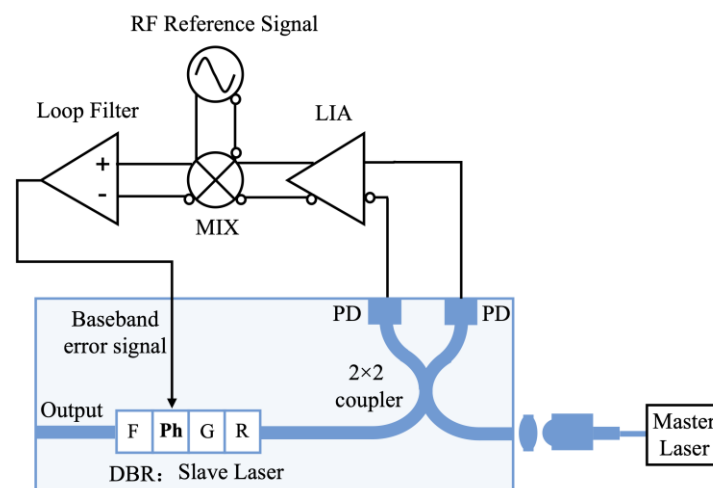 RF Reference Signal
Loop Filter
LIA
+
-
MIX
PD
PD
Baseband
error signal
2×2
coupler
Output
F
Ph
G
R
Master
Laser
DBR： Slave Laser